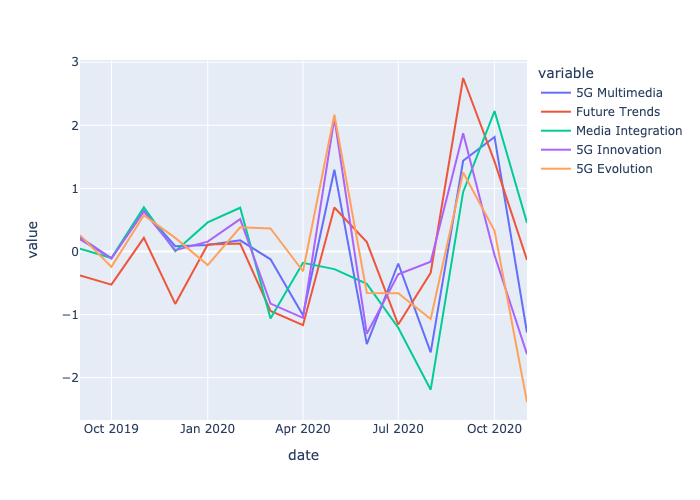 3
2
1
0
−1
−2
value
Oct 2019
Jan 2020
Apr 2020
Jul 2020
Oct 2020
date
variable
5G Multimedia
Future Trends
Media Integration
5G Innovation
5G Evolution